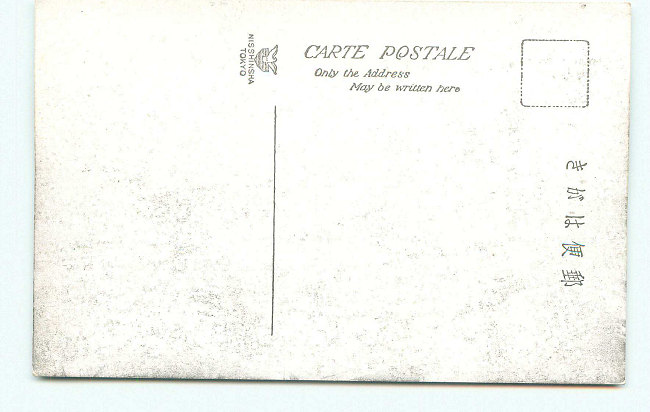 CARTE POSTALE
Only the Address
May be written here
NISSHINSHA
TOKYO
郵便はがき